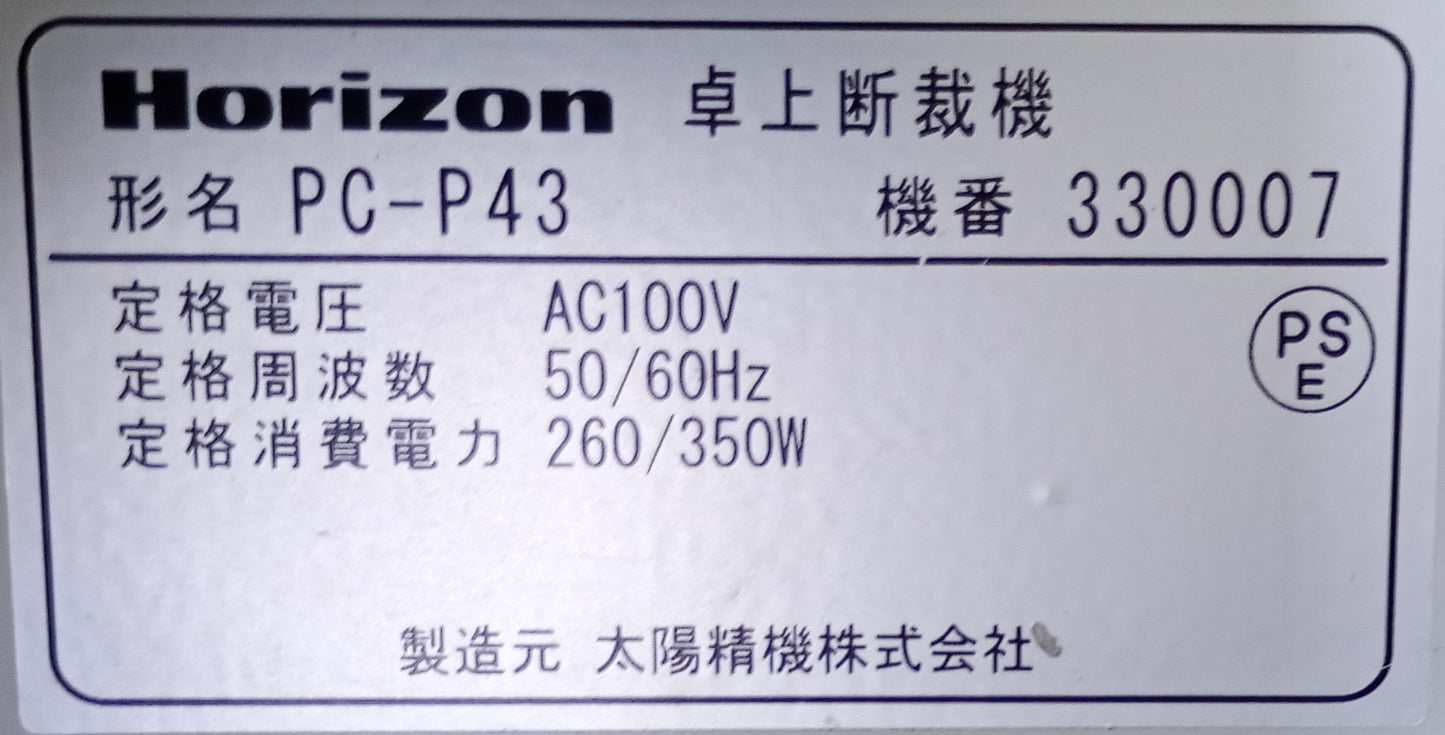 Horizon 卓上断裁機
形名 PC-P43 機番 330007
定格電圧 AC100V
定格周波数 50/60Hz
定格消費電力 260/350W
PS
E
製造元 太陽精機株式会社